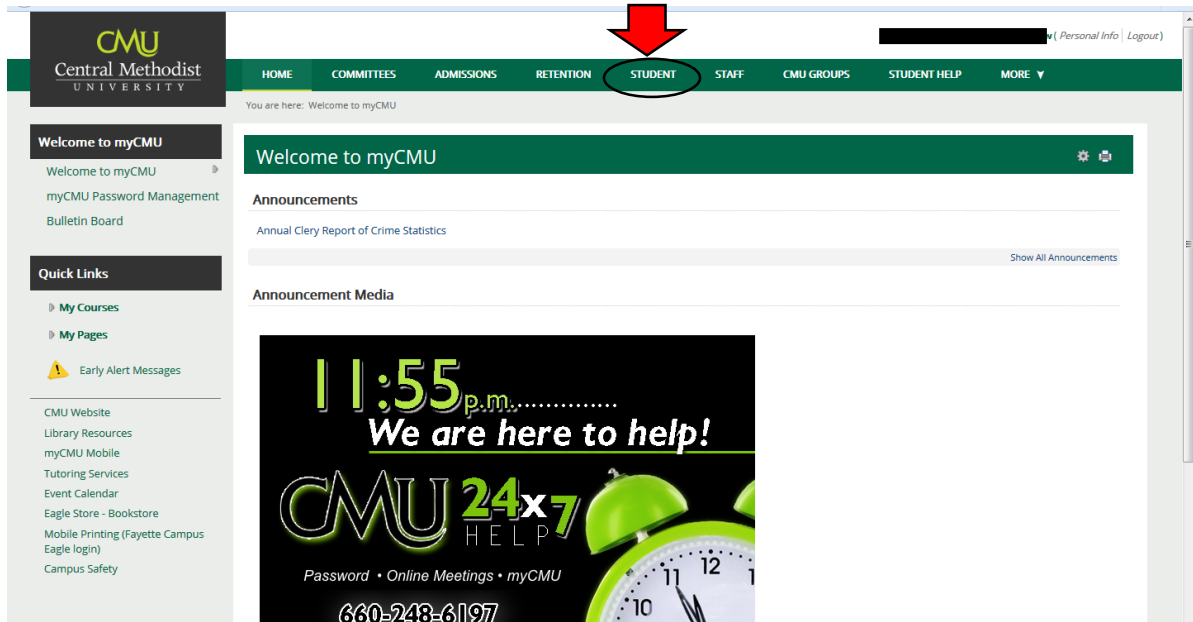 CMU
Central Methodist
UNIVERSITY
( Personal Info | Logout )
HOME COMMITTEES ADMISSIONS RETENTION STUDENT STAFF CMU GROUPS STUDENT HELP MORE
You are here: Welcome to myCMU
Welcome to myCMU
Welcome to myCMU
myCMU Password Management
Bulletin Board
Quick Links
My Courses
My Pages
Early Alert Messages
CMU Website
Library Resources
myCMU Mobile
Tutoring Services
Event Calendar
Eagle Store - Bookstore
Mobile Printing (Fayette Campus
Eagle login)
Campus Safety
Welcome to myCMU
Announcements
Annual Clery Report of Crime Statistics
Show All Announcements
Announcement Media
11:55p.m..............
We are here to help!
CMU 24x7
HELP
Password • Online Meetings • myCMU
660-248-6197
11 12 1
10